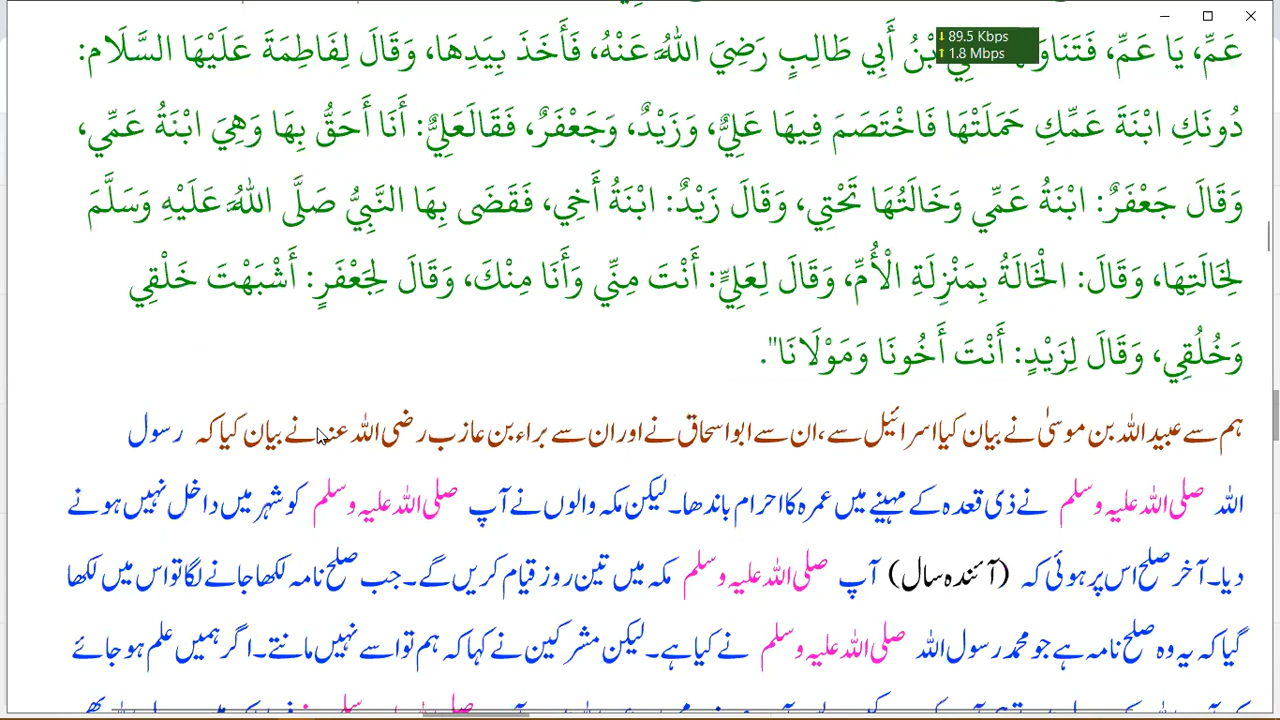 89.5 Kbps
1.8 Mbps
عَمِّ، يَا عَمِّ، بْنُ أَبِي طَالِبٍ رَضِيَ اللَّهُ عَنْهُ، فَأَخَذَ بِيَدِهَا، وَقَالَ لِفَاطِمَةَ عَلَيْهَا السَّلَام:
دُونَكِ ابْنَةَ عَمِّكِ حَمَلَتْهَا فَاخْتَصَمَ فِيهَا عَلِيٌّ، وَزَيْدٌ، وَجَعْفَرٌ، فَقَالَعَلِيٌّ: أَنَا أَحَقُّ بِهَا وَهِيَ ابْنَةُ عَمِّي،
وَقَالَ جَعْفَرٌ: ابْنَةُ عَمِّي وَخَالَتُهَا تَحْتِي، وَقَالَ زَيْدٌ: ابْنَةُ أَخِي، فَقَضَى بِهَا النَّبِيُّ صَلَّى اللَّهُ عَلَيْهِ وَسَلَّمَ
لِخَالَتِهَا، وَقَالَ: الْخَالَةُ بِمَنْزِلَةِ الْأُمِّ، وَقَالَ لِعَلِيٍّ: أَنْتَ مِنِّي وَأَنَا مِنْكَ، وَقَالَ لِجَعْفَرٍ: أَشْبَهْتَ خَلْقِي
وَخُلُقِي، وَقَالَ لِزَيْدٍ: أَنْتَ أَخُونَا وَمَوْلَانَا".
ہم سے عبیداللہ بن موسیٰ نے بیان کیا اسرائیل سے، ان سے ابواسحاق نے اور ان سے براء بن عازب رضی اللہ عنہ نے بیان کیا کہ رسول
اللہ صلی اللہ علیہ وسلم نے ذی قعدہ کے مہینے میں عمرہ کا احرام باندھا۔ لیکن مکہ والوں نے آپ صلی اللہ علیہ وسلم کو شہر میں داخل نہیں ہونے
دیا۔ آخر صلح اس پر ہوئی کہ (آئندہ سال) آپ صلی اللہ علیہ وسلم مکہ میں تین روز قیام کریں گے۔ جب صلح نامہ لکھا جانے لگا تو اس میں لکھا
گیا کہ یہ وہ صلح نامہ ہے جو محمد رسول اللہ صلی اللہ علیہ وسلم نے کیا ہے۔ لیکن مشرکین نے کہا کہ ہم تو اسے نہیں مانتے۔ اگر ہمیں علم ہو جائے